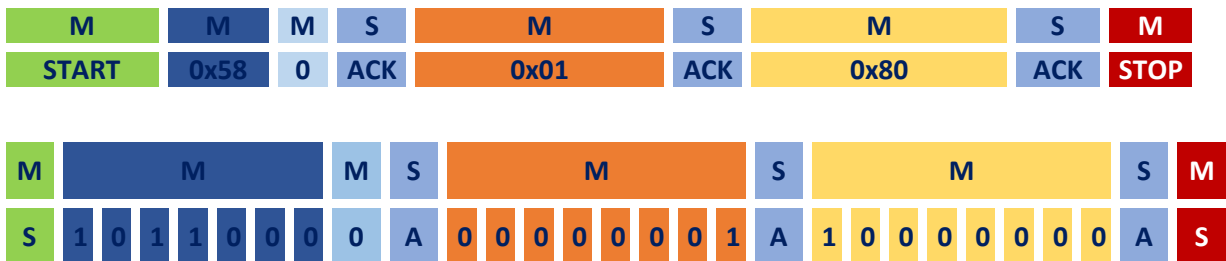 M M M S M S M S M
START 0x58 0 ACK 0x01 ACK 0x80 ACK STOP
M M M S M S M S M
S 1 0 1 1 0 0 0 0 A 0 0 0 0 0 0 0 1 A 1 0 0 0 0 0 0 0 A S